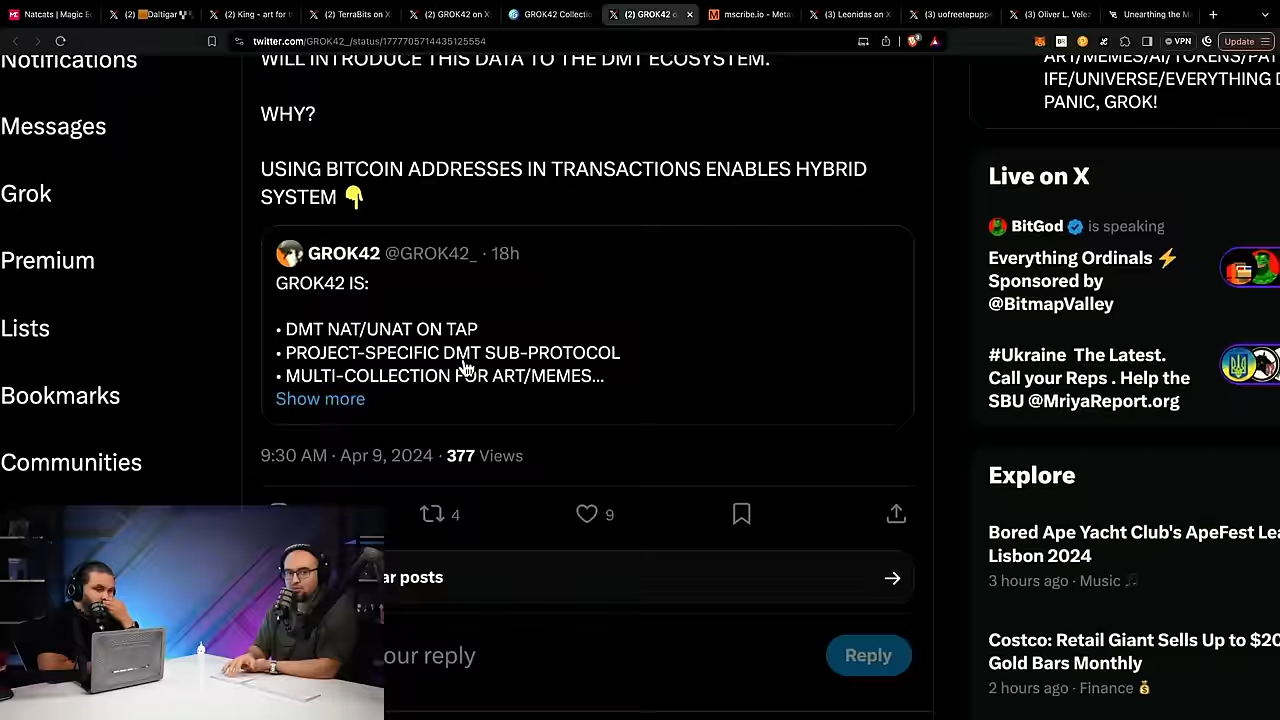 Natcats | Magic E
(2) Daltigar
(2) King - art for t
(2) TerraBits on X
(2) GROK42 on X
GROK42 Collectio
(2) GROK42 o
mscribe.io - Meta
(3) Leonidas on X
(3) uofreetepuppe
(3) Oliver L. Velez
Unearthing the M
twitter.com/GROK42_/status/1777705714435125554
VPN
Update
Notifications
Messages
Grok
Premium
Lists
Bookmarks
Communities
WILL INTRODUCE THIS DATA TO THE DMT ECOSYSTEM.
WHY?
USING BITCOIN ADDRESSES IN TRANSACTIONS ENABLES HYBRID
SYSTEM 👇
GROK42 @GROK42_ · 18h
GROK42 IS:
• DMT NAT/UNAT ON TAP
• PROJECT-SPECIFIC DMT SUB-PROTOCOL
• MULTI-COLLECTION FOR ART/MEMES...
Show more
9:30 AM · Apr 9, 2024 · 377 Views
4
9
ar posts
our reply
Reply
ART/MEMES/AI/TOKENS/PAT
IFE/UNIVERSE/EVERYTHING D
PANIC, GROK!
Live on X
BitGod is speaking
Everything Ordinals ⚡
Sponsored by
@BitmapValley
#Ukraine The Latest.
Call your Reps . Help the
SBU @MriyaReport.org
Explore
Bored Ape Yacht Club's ApeFest Lea
Lisbon 2024
3 hours ago · Music 🎵
Costco: Retail Giant Sells Up to $20
Gold Bars Monthly
2 hours ago · Finance 💰